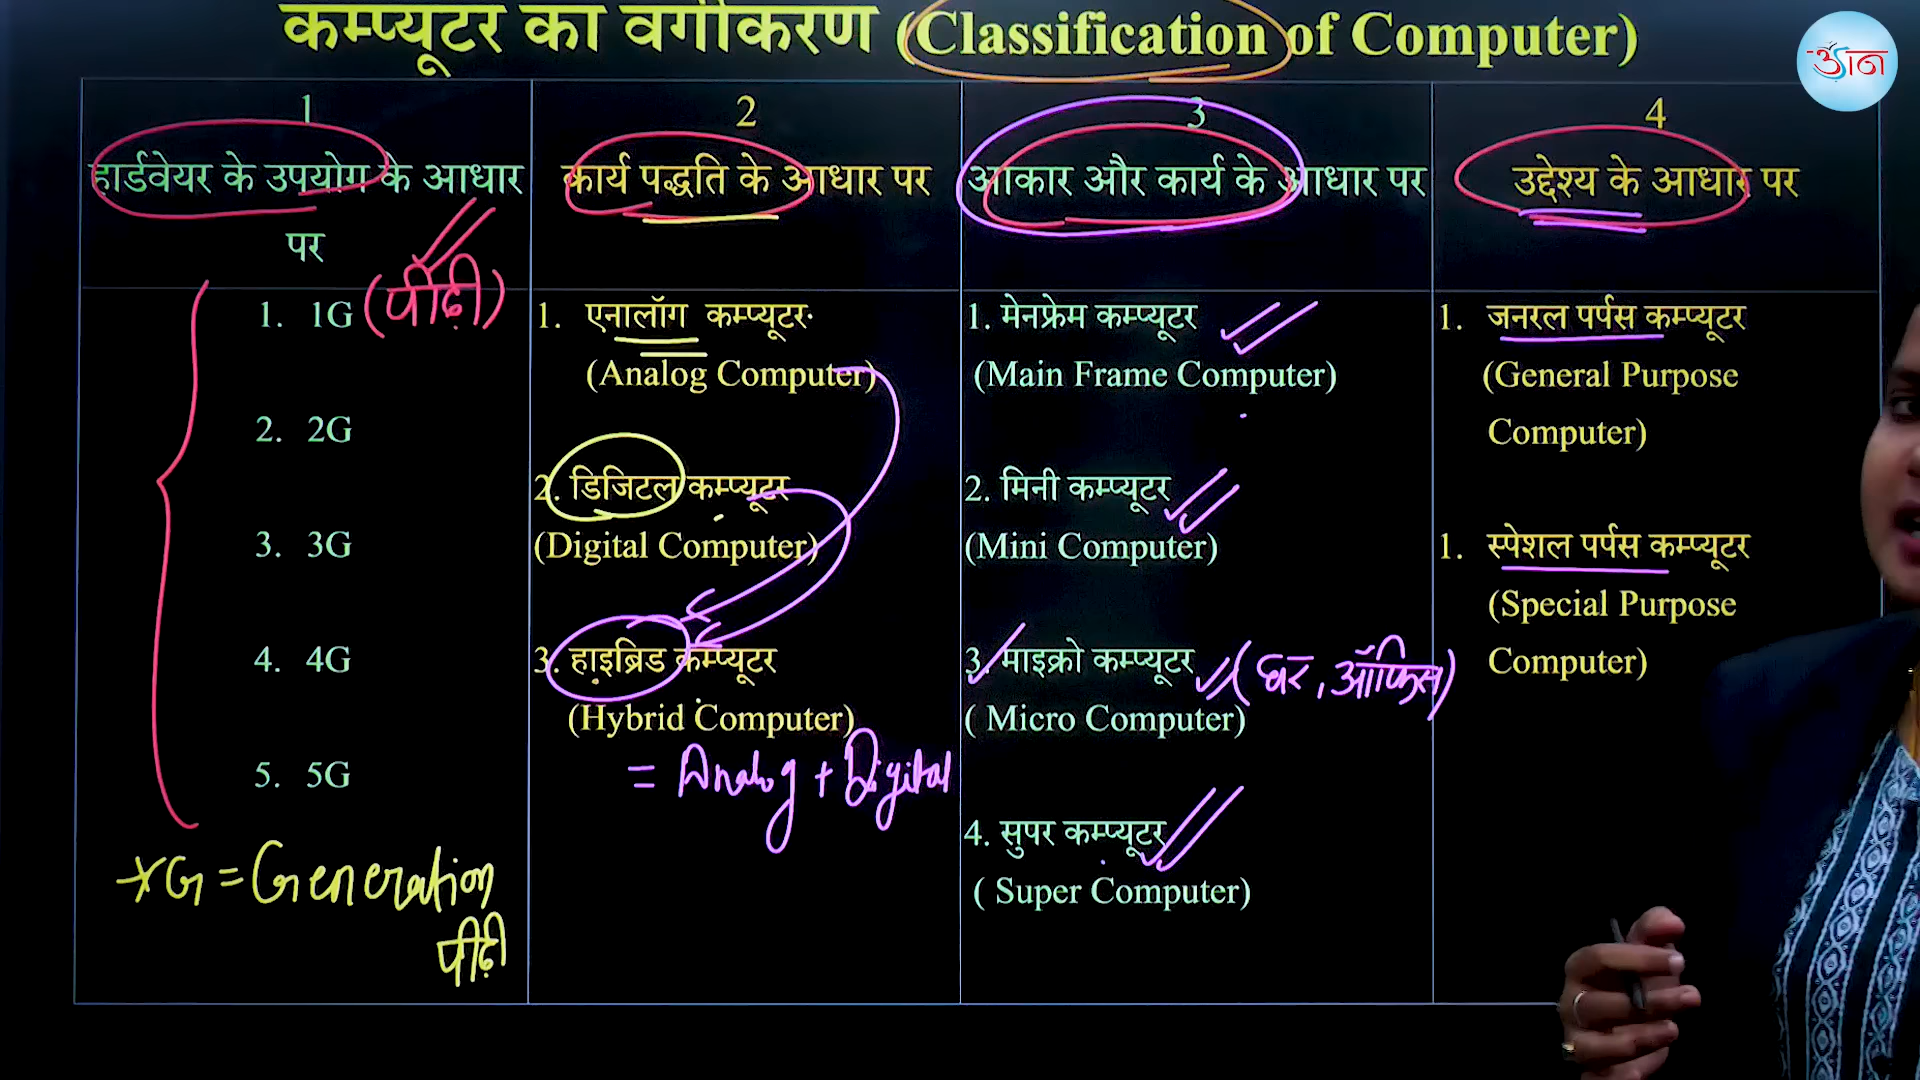 कम्प्यूटर का वर्गीकरण (Classification of Computer)
उड़ान
1
हार्डवेयर के उपयोग के आधार
पर
1. 1G (पीढ़ी)
2. 2G
3. 3G
4. 4G
5. 5G
*G = Generation
पीढ़ी
2
कार्य पद्धति के आधार पर
1. एनालॉग कम्प्यूटर
(Analog Computer)
2. डिजिटल कम्प्यूटर
(Digital Computer)
3. हाइब्रिड कम्प्यूटर
(Hybrid Computer)
= Analog + Digital
3
आकार और कार्य के आधार पर
1. मेनफ्रेम कम्प्यूटर
(Main Frame Computer)
2. मिनी कम्प्यूटर
(Mini Computer)
3. माइक्रो कम्प्यूटर (घर, ऑफिस)
( Micro Computer)
4. सुपर कम्प्यूटर
( Super Computer)
4
उद्देश्य के आधार पर
1. जनरल पर्पस कम्प्यूटर
(General Purpose
Computer)
1. स्पेशल पर्पस कम्प्यूटर
(Special Purpose
Computer)